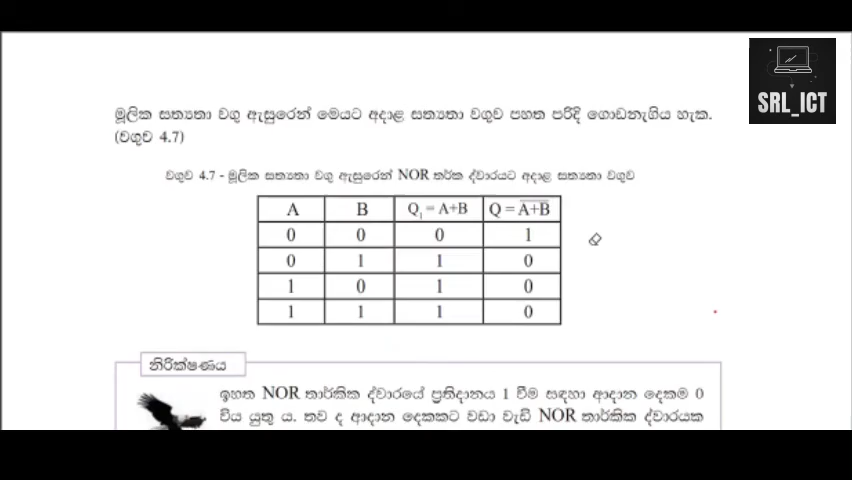 SRL_ICT
මූලික සත්‍යතා වගු ඇසුරෙන් මෙයට අදාළ සත්‍යතා වගුව පහත පරිදි ගොඩනැගිය හැක.
(වගුව 4.7)
වගුව 4.7 - මූලික සත්‍යතා වගු ඇසුරෙන් NOR තර්ක ද්වාරයට අදාළ සත්‍යතා වගුව
A B Q₁ = A+B Q = A̅+̅B̅
0 0 0 1
0 1 1 0
1 0 1 0
1 1 1 0
නිරීක්ෂණය
ඉහත NOR තාර්කික ද්වාරයේ ප්‍රතිදානය 1 වීම සඳහා ආදාන දෙකම 0
විය යුතු ය. තව ද ආදාන දෙකකට වඩා වැඩි NOR තාර්කික ද්වාරයක